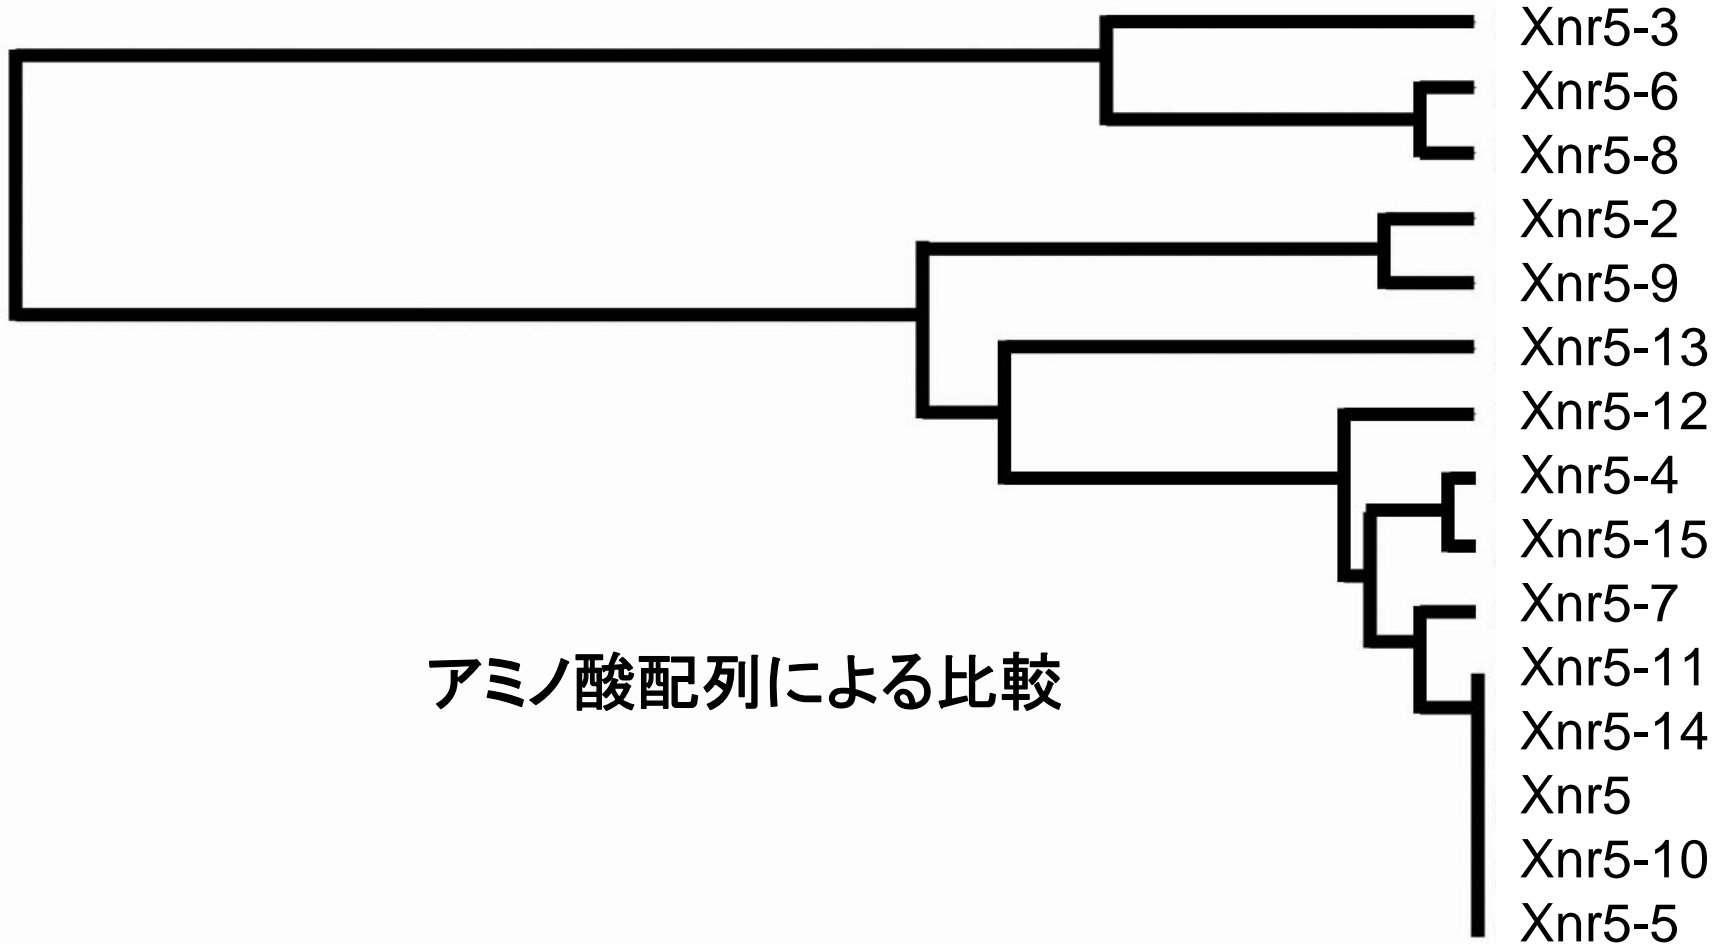 Xnr5-3
Xnr5-6
Xnr5-8
Xnr5-2
Xnr5-9
Xnr5-13
Xnr5-12
Xnr5-4
Xnr5-15
Xnr5-7
アミノ酸配列による比較
Xnr5-11
Xnr5-14
Xnr5
Xnr5-10
Xnr5-5